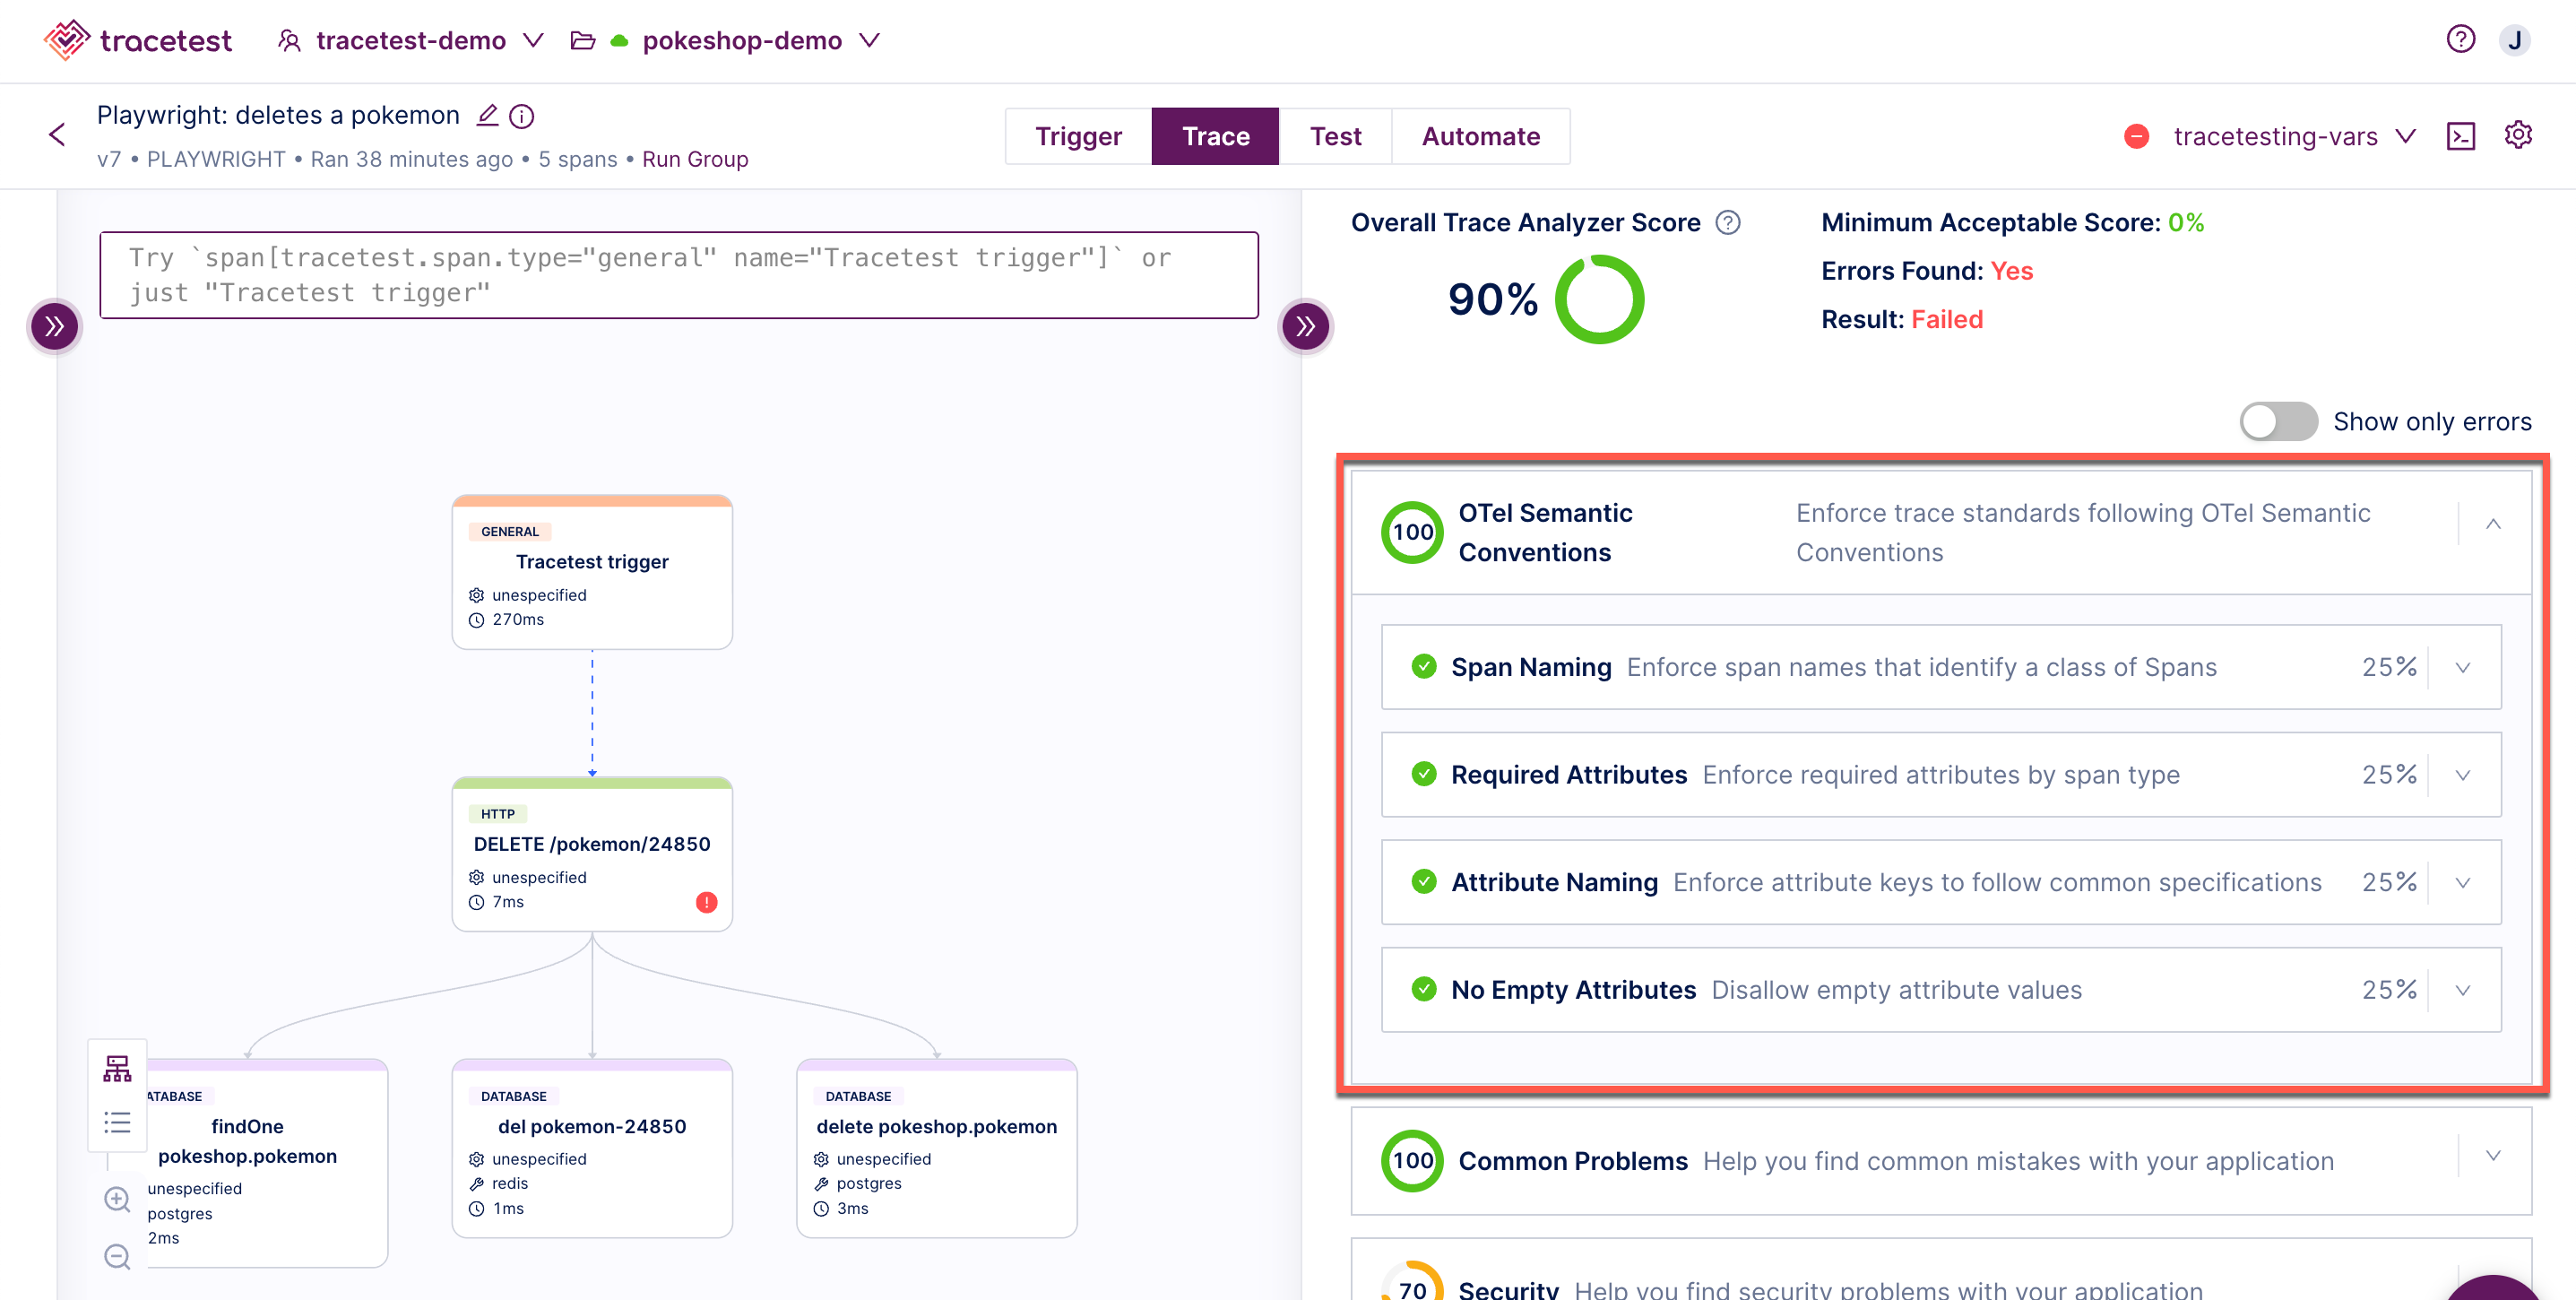 tracetest
tracetest-demo
pokeshop-demo
J
Playwright: deletes a pokemon
v7 • PLAYWRIGHT • Ran 38 minutes ago • 5 spans • Run Group
Trigger
Trace
Test
Automate
tracetesting-vars
Try `span[tracetest.span.type="general" name="Tracetest trigger"]` or
just "Tracetest trigger"
GENERAL
Tracetest trigger
unespecified
270ms
HTTP
DELETE /pokemon/24850
unespecified
7ms
ATABASE
findOne
pokeshop.pokemon
unespecified
postgres
2ms
DATABASE
del pokemon-24850
unespecified
redis
1ms
DATABASE
delete pokeshop.pokemon
unespecified
postgres
3ms
Overall Trace Analyzer Score
90%
Minimum Acceptable Score: 0%
Errors Found: Yes
Result: Failed
Show only errors
100
OTel Semantic
Conventions
Enforce trace standards following OTel Semantic
Conventions
Span Naming Enforce span names that identify a class of Spans 25%
Required Attributes Enforce required attributes by span type 25%
Attribute Naming Enforce attribute keys to follow common specifications 25%
No Empty Attributes Disallow empty attribute values 25%
100 Common Problems Help you find common mistakes with your application
70 Security Help you find security problems with your application